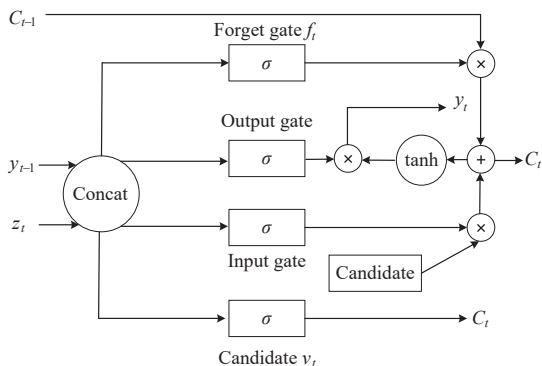 C_{t-1}
Forget gate f_t
σ
×
Output gate
y_t
y_{t-1}
σ
×
tanh
+
C_t
Concat
z_t
σ
×
Input gate
Candidate
σ
C_t
Candidate v_t